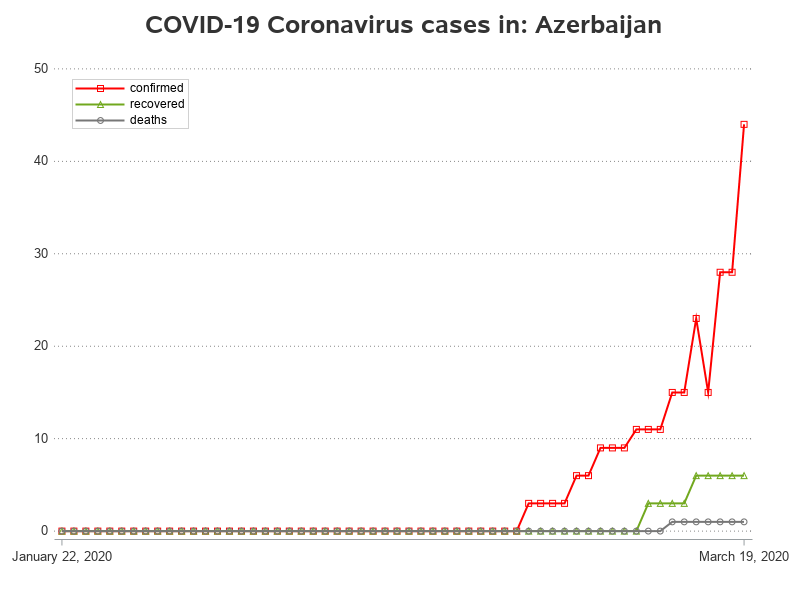 COVID-19 Coronavirus cases in: Azerbaijan
50
confirmed
recovered
deaths
40
30
20
10
0
January 22, 2020 March 19, 2020